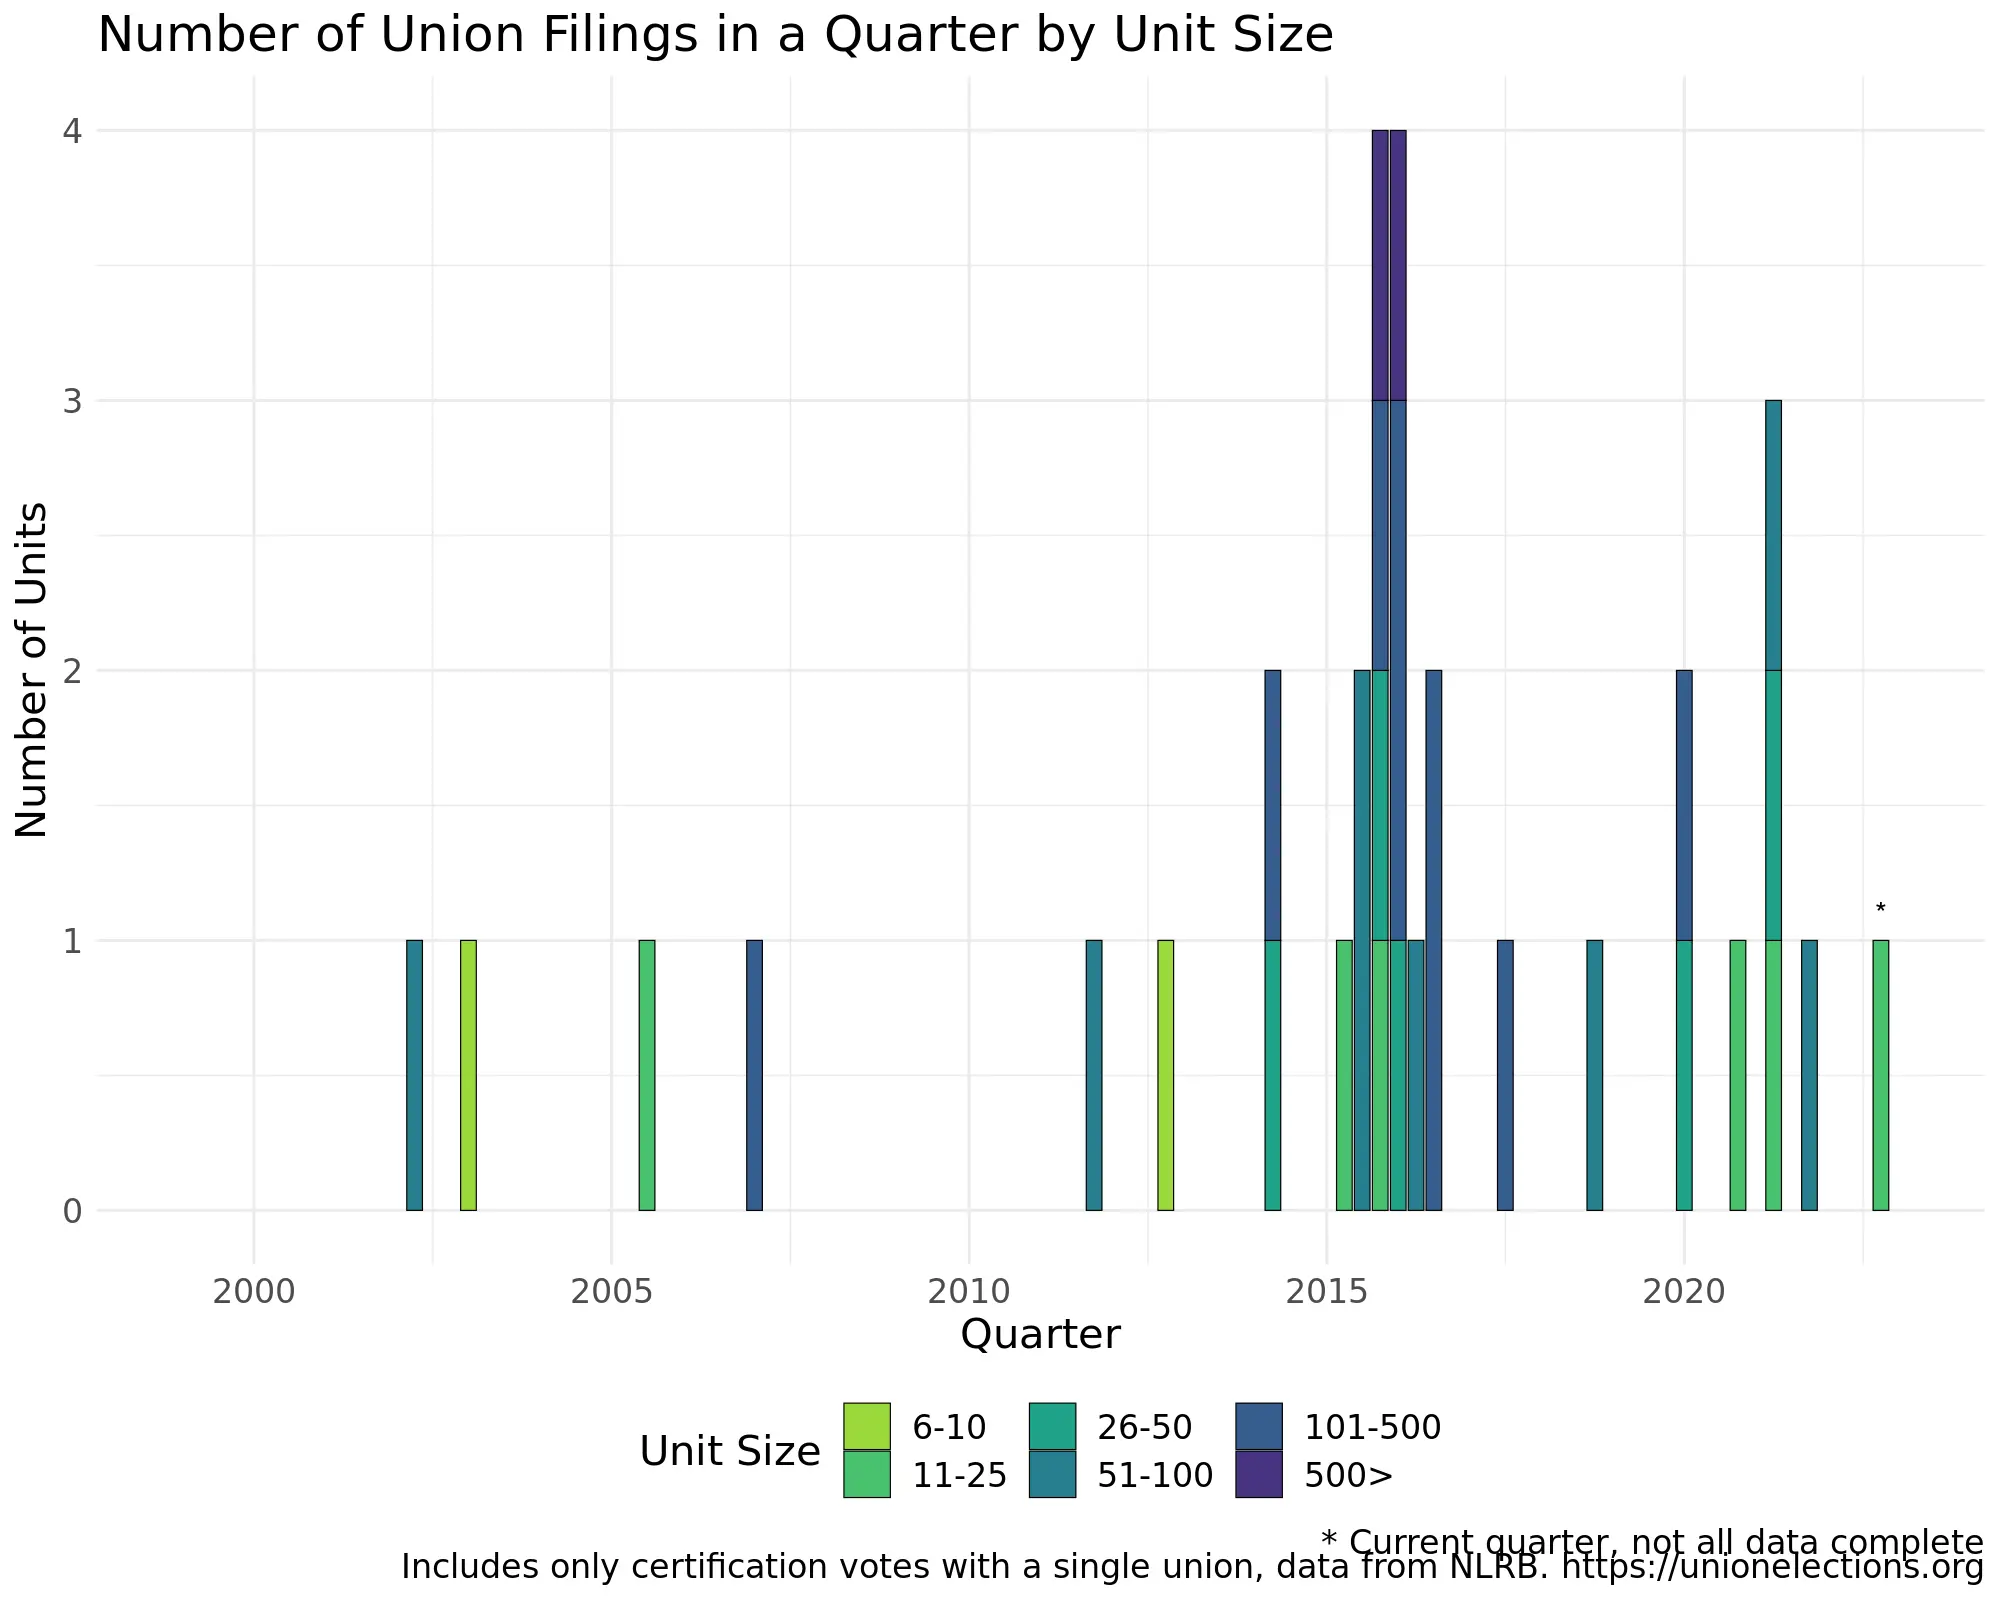 Number of Union Filings in a Quarter by Unit Size
Number of Units
4
3
2
1
0
*
2000 2005 2010 2015 2020
Quarter
Unit Size
6-10 26-50 101-500
11-25 51-100 500>
* Current quarter, not all data complete
Includes only certification votes with a single union, data from NLRB. https://unionelections.org